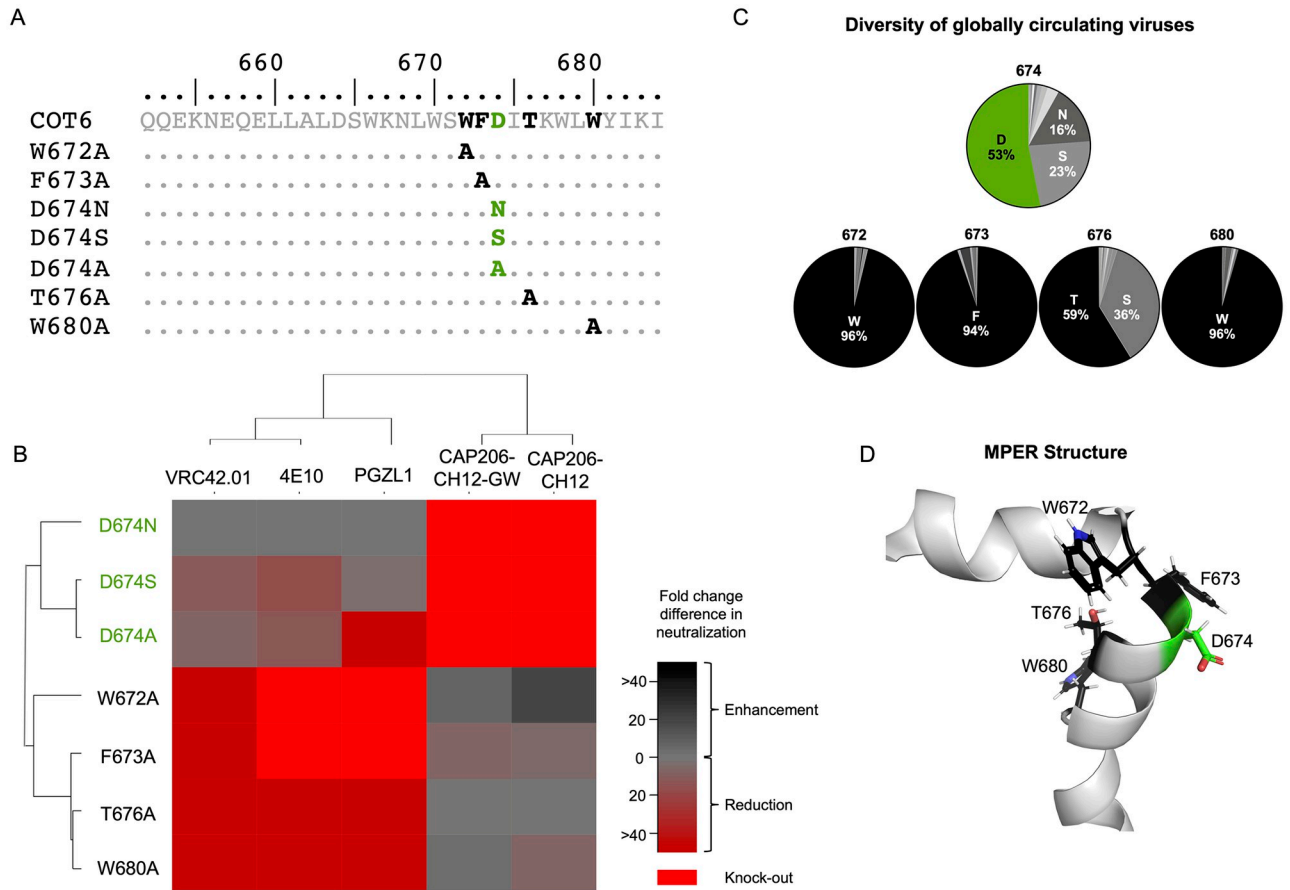 A
660 670 680
COT6 QQEKNEQELLALDSWKNLWSWFDITKWLWYIKI
W672A A
F673A A
D674N N
D674S S
D674A A
T676A A
W680A A
C
Diversity of globally circulating viruses
674
D
53%
N
16%
S
23%
672
W
96%
673
F
94%
676
T
59%
S
36%
680
W
96%
B
VRC42.01
4E10
PGZL1
CAP206-
CH12-GW
CAP206-
CH12
D674N
D674S
D674A
W672A
F673A
T676A
W680A
Fold change
difference in
neutralization
>40
20
0
20
>40
Enhancement
Reduction
Knock-out
D
MPER Structure
W672
F673
T676
D674
W680